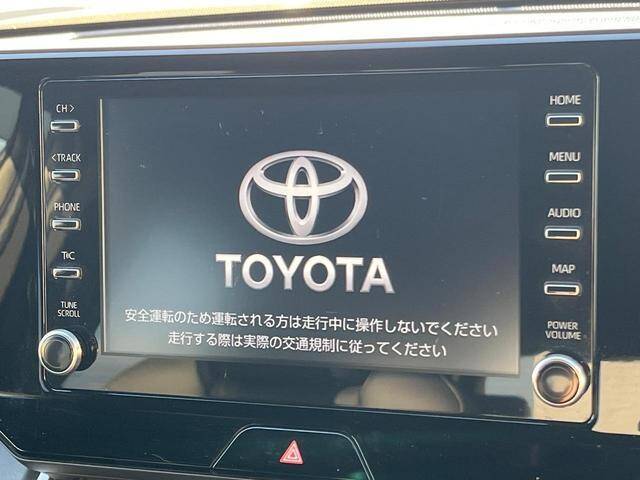 CH >
< TRACK
PHONE
T|C
TUNE
SCROLL
HOME
MENU
AUDIO
MAP
POWER
VOLUME
TOYOTA
安全運転のため運転される方は走行中に操作しないでください
走行する際は実際の交通規制に従ってください